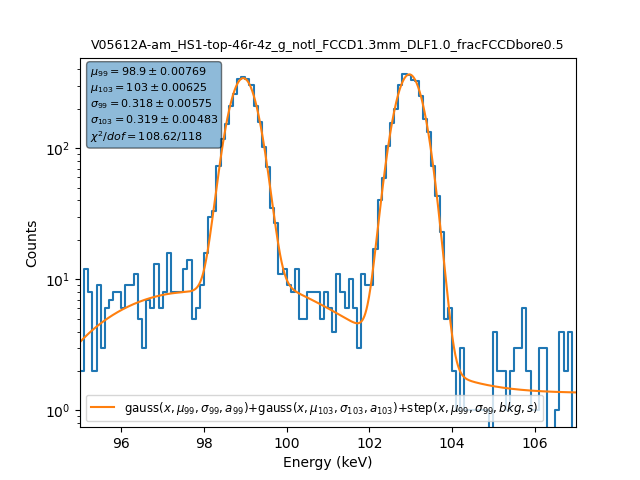 V05612A-am_HS1-top-46r-4z_g_notl_FCCD1.3mm_DLF1.0_fracFCCDbore0.5
μ₉₉ = 98.9 ± 0.00769
μ₁₀₃ = 103 ± 0.00625
σ₉₉ = 0.318 ± 0.00575
σ₁₀₃ = 0.319 ± 0.00483
χ²/dof = 108.62/118
10²
10¹
10⁰
Counts
gauss(x, μ₉₉, σ₉₉, a₉₉)+gauss(x, μ₁₀₃, σ₁₀₃, a₁₀₃)+step(x, μ₉₉, σ₉₉, bkg, s)
96 98 100 102 104 106
Energy (keV)